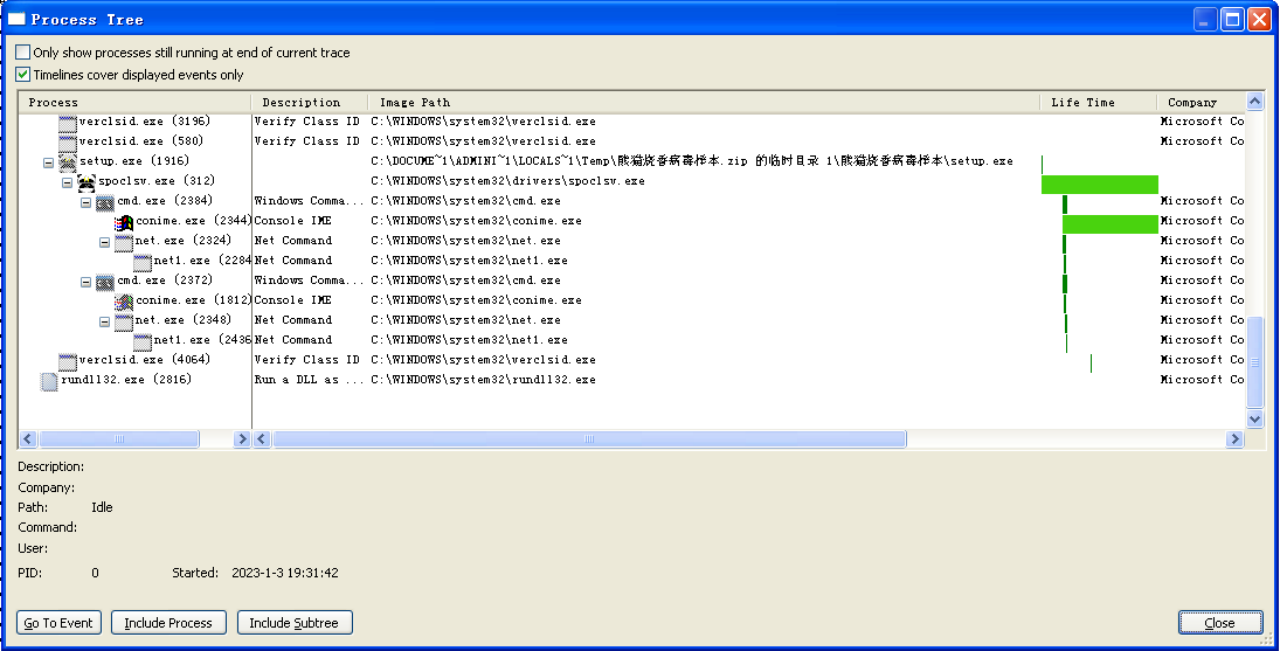 Process Tree
Only show processes still running at end of current trace
Timelines cover displayed events only
Process Description Image Path Life Time Company
verclsid.exe (3196) Verify Class ID C:\WINDOWS\system32\verclsid.exe Microsoft Co
verclsid.exe (580) Verify Class ID C:\WINDOWS\system32\verclsid.exe Microsoft Co
setup.exe (1916) C:\DOCUME~1\ADMINI~1\LOCALS~1\Temp\熊猫烧香病毒样本.zip 的临时目录 1\熊猫烧香病毒样本\setup.exe
spoclsv.exe (312) C:\WINDOWS\system32\drivers\spoclsv.exe
cmd.exe (2384) Windows Comma... C:\WINDOWS\system32\cmd.exe Microsoft Co
conime.exe (2344) Console IME C:\WINDOWS\system32\conime.exe Microsoft Co
net.exe (2324) Net Command C:\WINDOWS\system32\net.exe Microsoft Co
net1.exe (2284 Net Command C:\WINDOWS\system32\net1.exe Microsoft Co
cmd.exe (2372) Windows Comma... C:\WINDOWS\system32\cmd.exe Microsoft Co
conime.exe (1812) Console IME C:\WINDOWS\system32\conime.exe Microsoft Co
net.exe (2348) Net Command C:\WINDOWS\system32\net.exe Microsoft Co
net1.exe (2436 Net Command C:\WINDOWS\system32\net1.exe Microsoft Co
verclsid.exe (4064) Verify Class ID C:\WINDOWS\system32\verclsid.exe Microsoft Co
rundll32.exe (2816) Run a DLL as ... C:\WINDOWS\system32\rundll32.exe Microsoft Co
Description:
Company:
Path: Idle
Command:
User:
PID: 0 Started: 2023-1-3 19:31:42
Go To Event Include Process Include Subtree Close